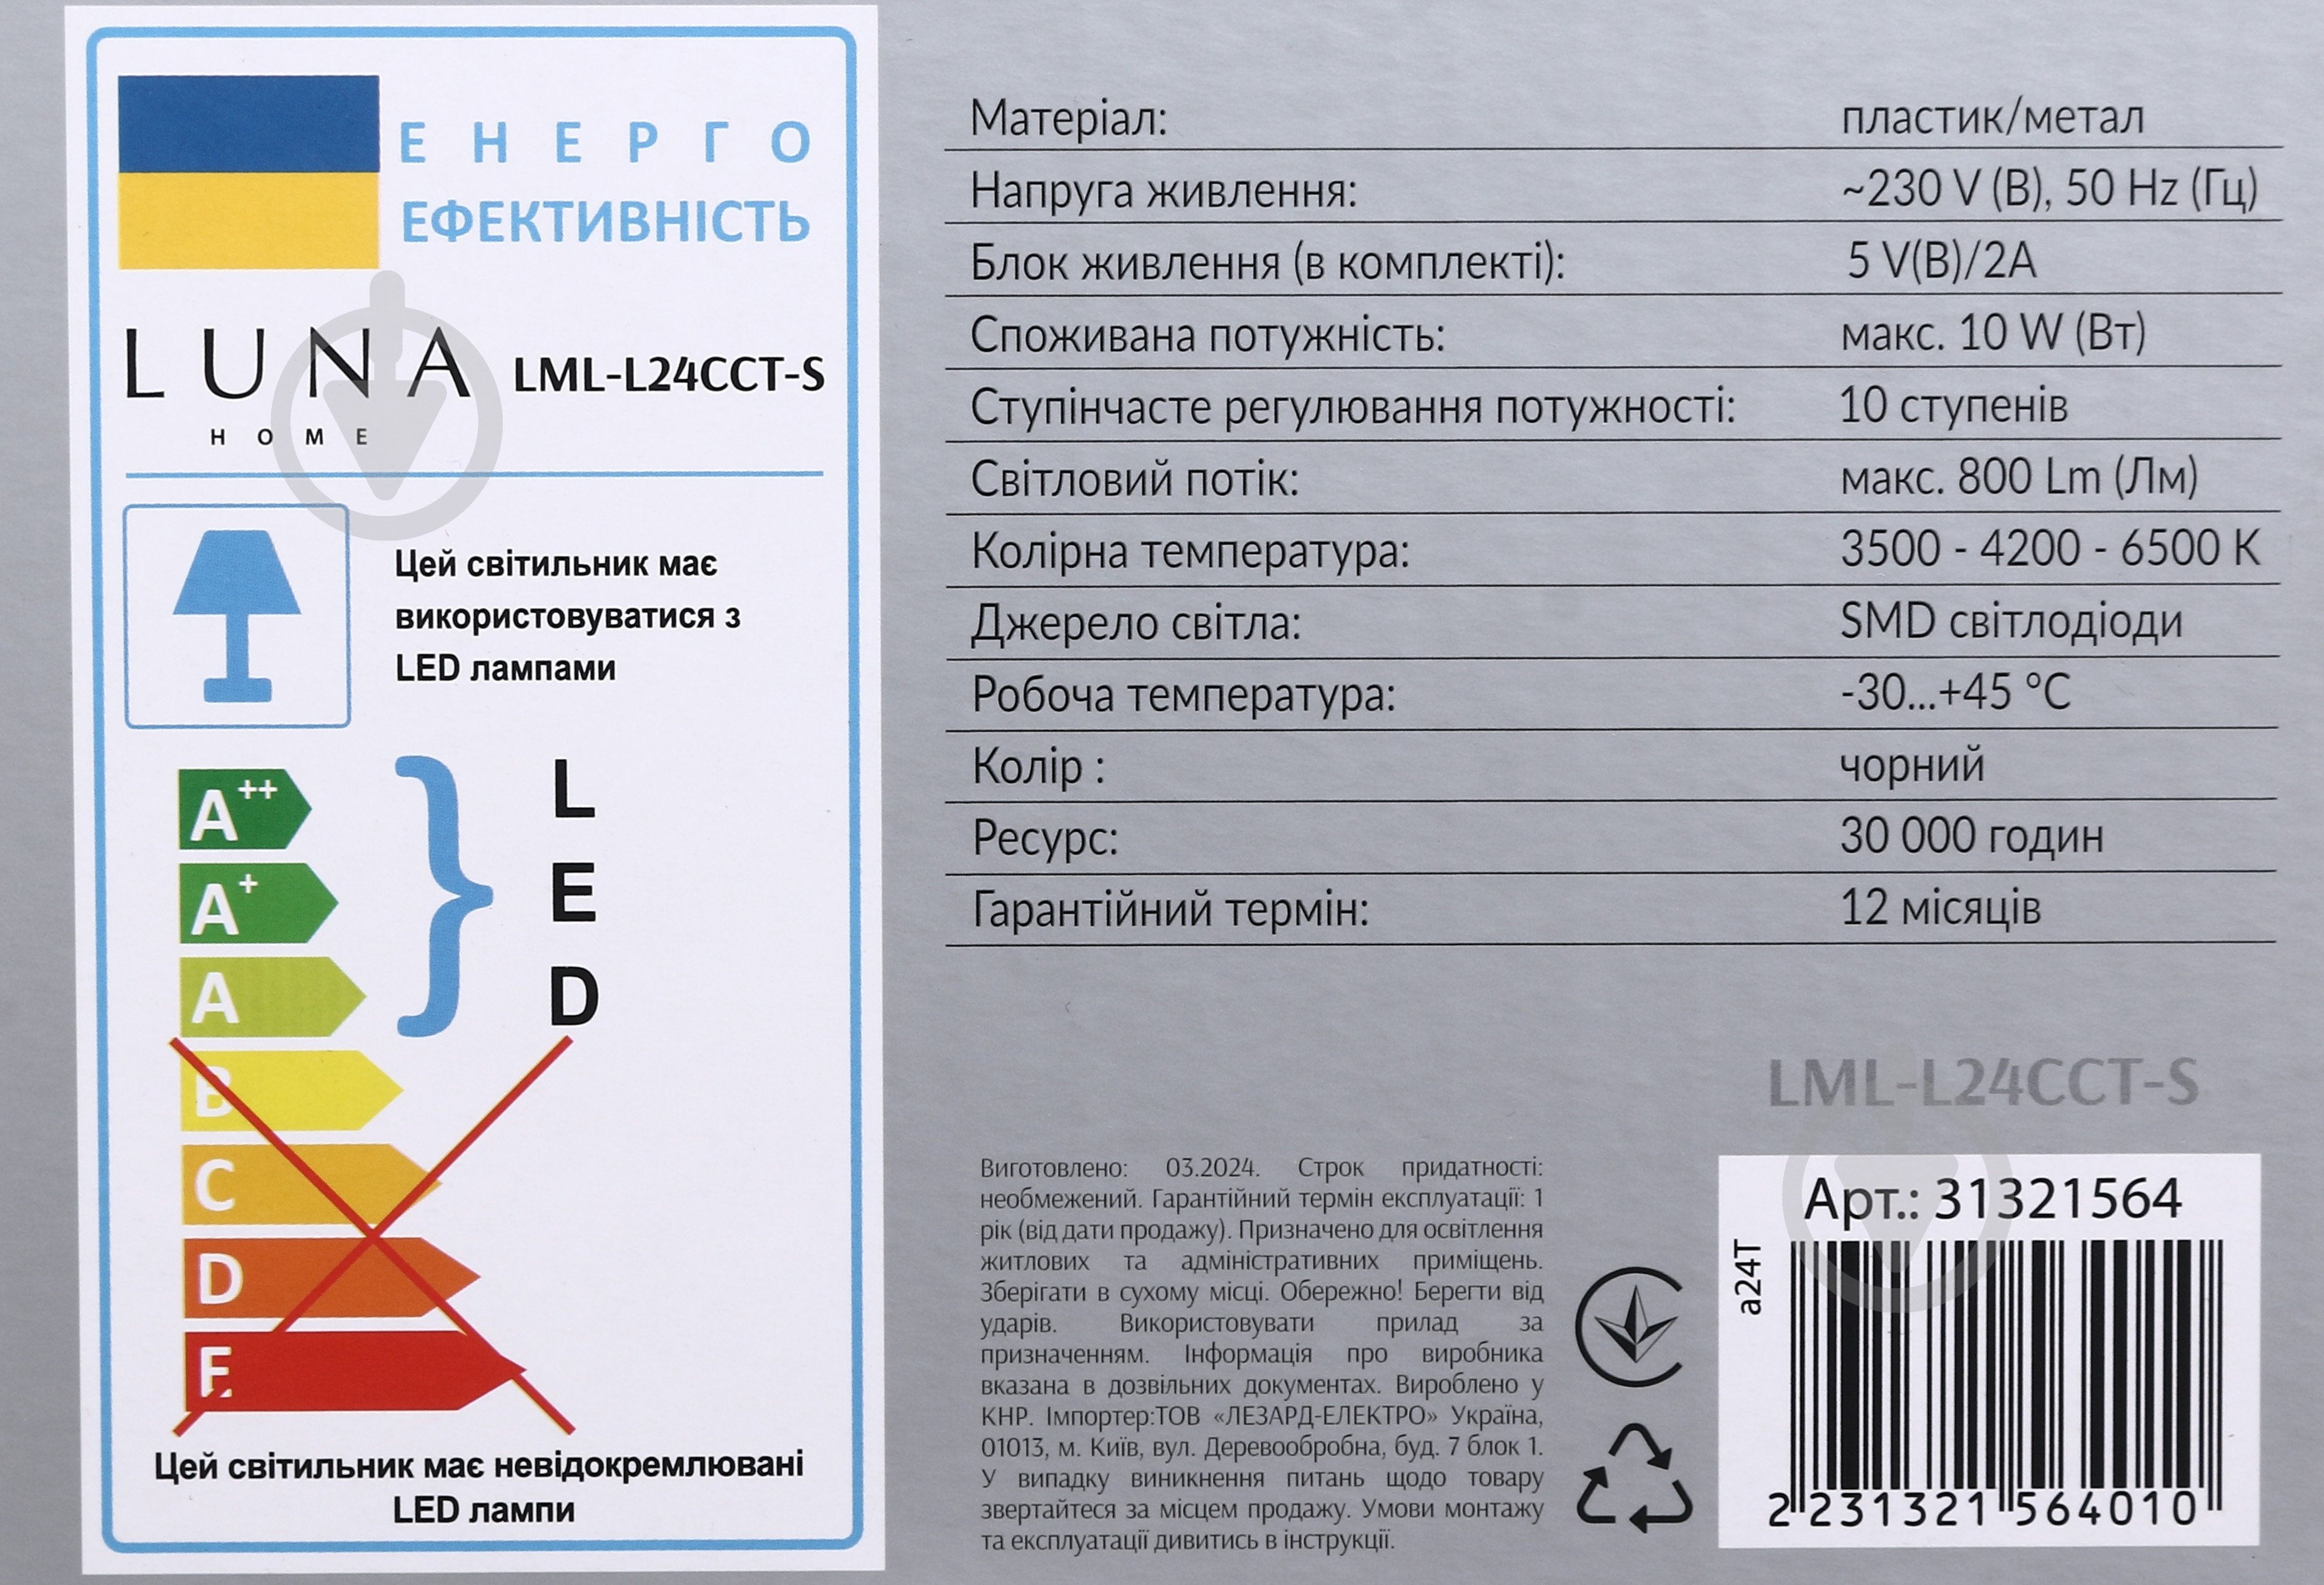 ЕНЕРГО
ЕФЕКТИВНІСТЬ
LUNA LML-L24CCT-S
HOME
Цей світильник має
використовуватися з
LED лампами
A++
A+
A
L
E
D
B
C
D
E
Цей світильник має невідокремлювані
LED лампи
Матеріал: пластик/метал
Напруга живлення: ~230 V (В), 50 Hz (Гц)
Блок живлення (в комплекті): 5 V(В)/2А
Споживана потужність: макс. 10 W (Вт)
Ступінчасте регулювання потужності: 10 ступенів
Світловий потік: макс. 800 Lm (Лм)
Колірна температура: 3500 - 4200 - 6500 К
Джерело світла: SMD світлодіоди
Робоча температура: -30...+45 °C
Колір : чорний
Ресурс: 30 000 годин
Гарантійний термін: 12 місяців
LML-L24CCT-S
Виготовлено: 03.2024. Строк придатності:
необмежений. Гарантійний термін експлуатації: 1
рік (від дати продажу). Призначено для освітлення
житлових та адміністративних приміщень.
Зберігати в сухому місці. Обережно! Берегти від
ударів. Використовувати прилад за
призначенням. Інформація про виробника
вказана в дозвільних документах. Вироблено у
КНР. Імпортер:ТОВ «ЛЕЗАРД-ЕЛЕКТРО» Україна,
01013, м. Київ, вул. Деревообробна, буд. 7 блок 1.
У випадку виникнення питань щодо товару
звертайтеся за місцем продажу. Умови монтажу
та експлуатації дивитись в інструкції.
Арт.: 31321564
а24Т
2 231321 564010